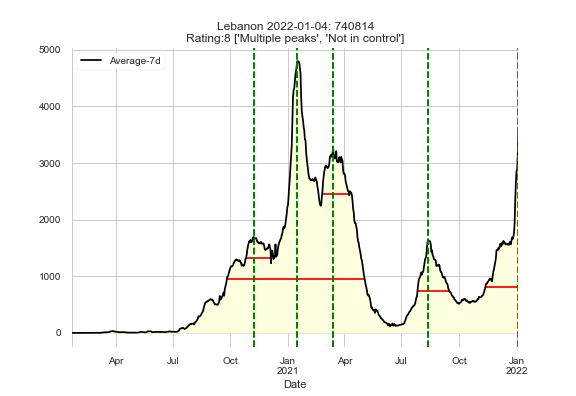 Lebanon 2022-01-04: 740814
Rating:8 ['Multiple peaks', 'Not in control']
Average-7d
5000
4000
3000
2000
1000
0
Apr
Jul
Oct
Jan
2021
Apr
Jul
Oct
Jan
2022
Date